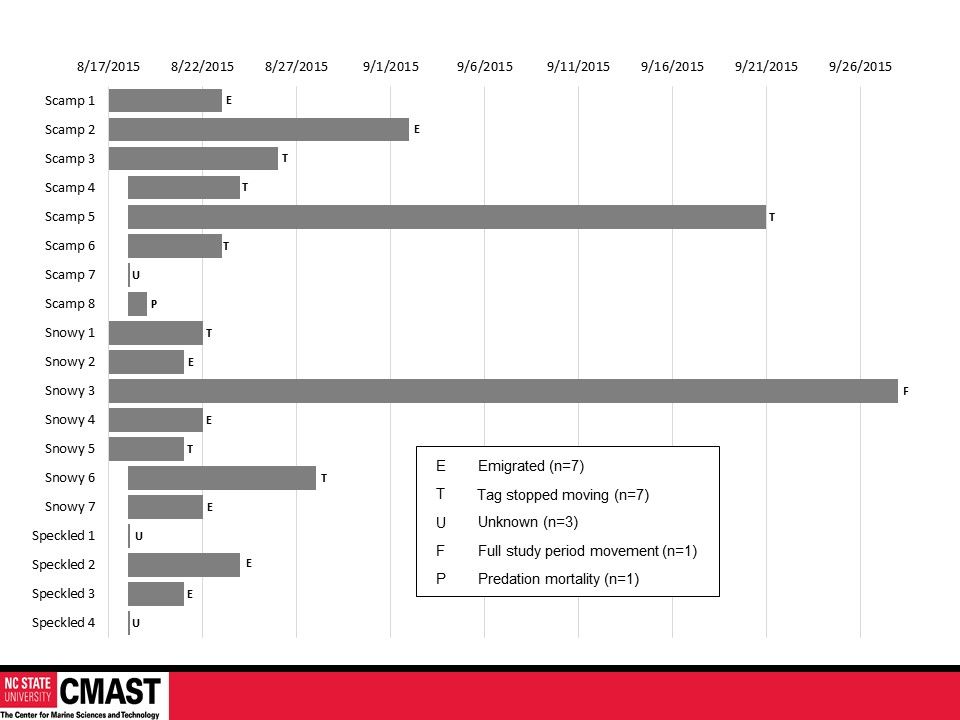 8/17/2015 8/22/2015 8/27/2015 9/1/2015 9/6/2015 9/11/2015 9/16/2015 9/21/2015 9/26/2015
Scamp 1 E
Scamp 2 E
Scamp 3 T
Scamp 4 T
Scamp 5 T
Scamp 6 T
Scamp 7 U
Scamp 8 P
Snowy 1 T
Snowy 2 E
Snowy 3 F
Snowy 4 E
Snowy 5 T
Snowy 6 T
Snowy 7 E
Speckled 1 U
Speckled 2 E
Speckled 3 E
Speckled 4 U
E Emigrated (n=7)
T Tag stopped moving (n=7)
U Unknown (n=3)
F Full study period movement (n=1)
P Predation mortality (n=1)
NC STATE
UNIVERSITY
CMAST
The Center for Marine Sciences and Technology